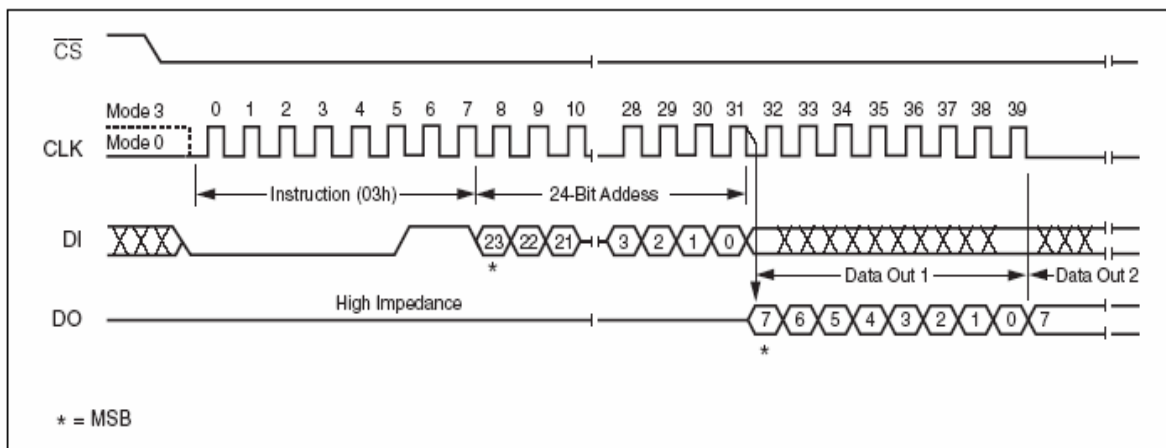 CS
Mode 3
0 1 2 3 4 5 6 7 8 9 10 28 29 30 31 32 33 34 35 36 37 38 39
CLK
Mode 0
Instruction (03h)
24-Bit Addess
DI
23 22 21 3 2 1 0
*
Data Out 1
Data Out 2
High Impedance
DO
7 6 5 4 3 2 1 0 7
*
* = MSB